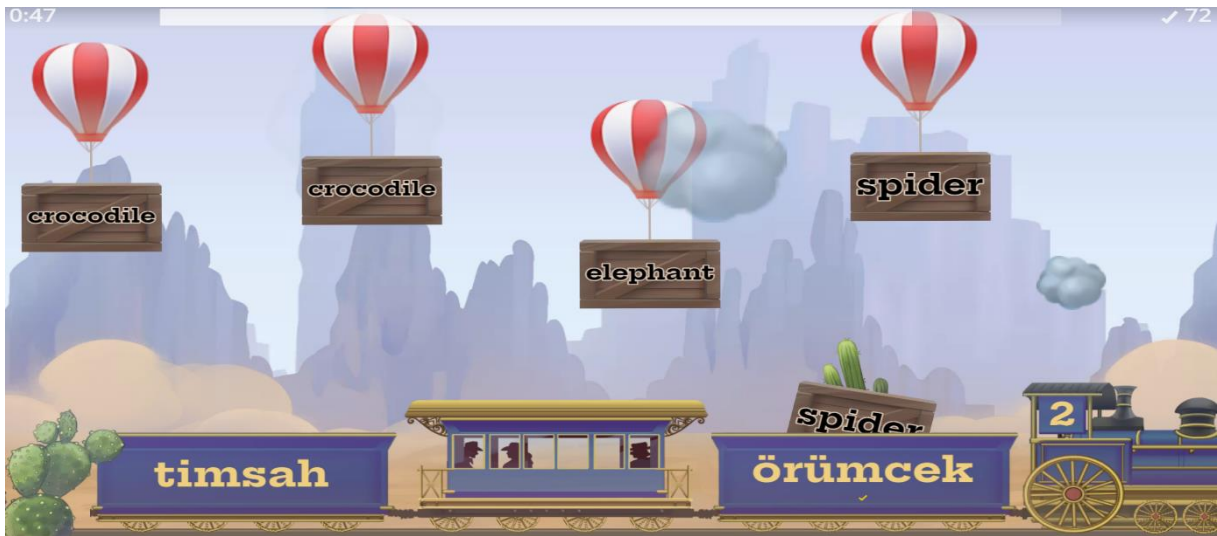 0:47
72
crocodile
crocodile
elephant
spider
spider
2
timsah
örümcek